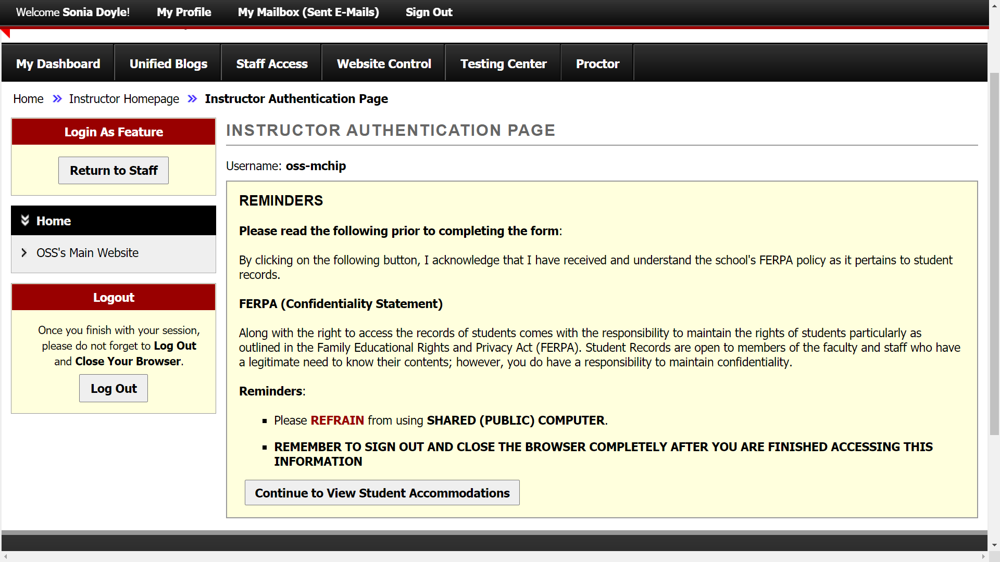 Welcome Sonia Doyle! My Profile My Mailbox (Sent E-Mails) Sign Out
My Dashboard Unified Blogs Staff Access Website Control Testing Center Proctor
Home Instructor Homepage Instructor Authentication Page
Login As Feature
Return to Staff
Home
OSS's Main Website
Logout
Once you finish with your session,
please do not forget to Log Out
and Close Your Browser.
Log Out
INSTRUCTOR AUTHENTICATION PAGE
Username: oss-mchip
REMINDERS
Please read the following prior to completing the form:
By clicking on the following button, I acknowledge that I have received and understand the school's FERPA policy as it pertains to student
records.
FERPA (Confidentiality Statement)
Along with the right to access the records of students comes with the responsibility to maintain the rights of students particularly as
outlined in the Family Educational Rights and Privacy Act (FERPA). Student Records are open to members of the faculty and staff who have
a legitimate need to know their contents; however, you do have a responsibility to maintain confidentiality.
Reminders:
Please REFRAIN from using SHARED (PUBLIC) COMPUTER.
REMEMBER TO SIGN OUT AND CLOSE THE BROWSER COMPLETELY AFTER YOU ARE FINISHED ACCESSING THIS
INFORMATION
Continue to View Student Accommodations